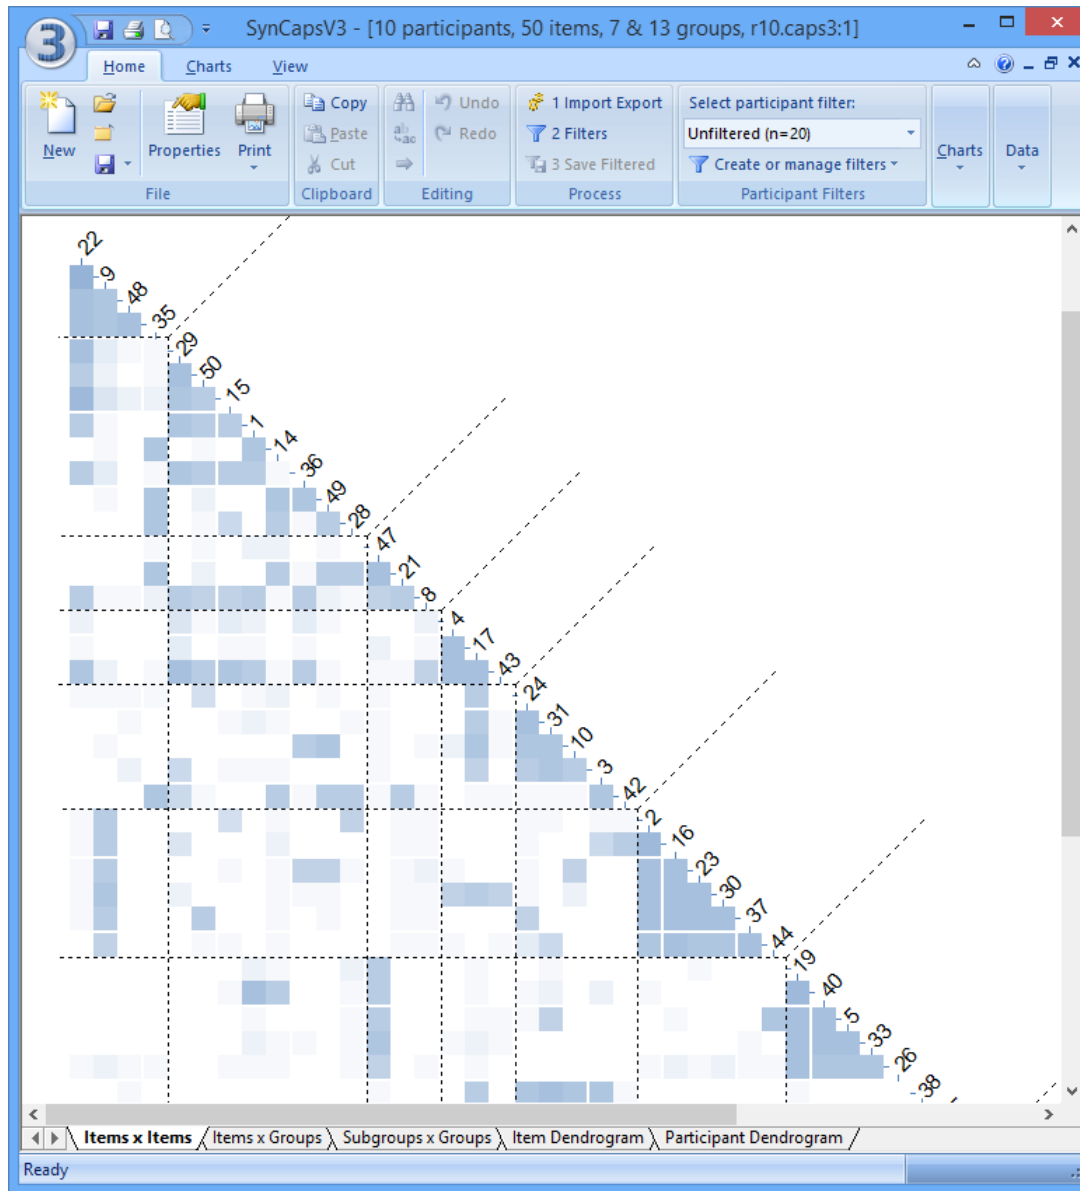 3
SynCapsV3 - [10 participants, 50 items, 7 & 13 groups, r10.caps3:1]
Home Charts View
New
Properties
Print
File
Copy
Paste
Cut
Clipboard
Undo
Redo
Editing
1 Import Export
2 Filters
3 Save Filtered
Process
Select participant filter:
Unfiltered (n=20)
Create or manage filters
Participant Filters
Charts
Data
22
9
48
35
29
50
15
1
14
36
49
28
47
21
8
4
17
43
24
31
10
3
42
2
16
23
30
37
44
19
40
5
33
26
38
Items x Items Items x Groups Subgroups x Groups Item Dendrogram Participant Dendrogram
Ready